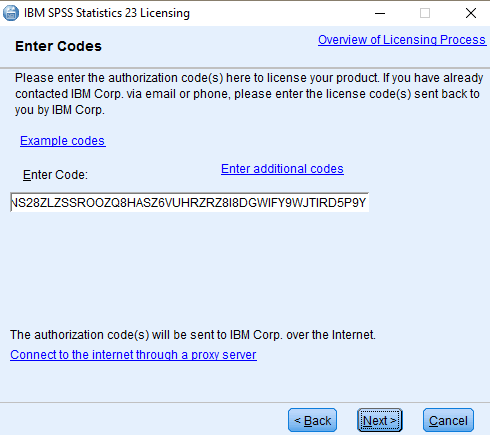 IBM SPSS Statistics 23 Licensing
Enter Codes
Overview of Licensing Process
Please enter the authorization code(s) here to license your product. If you have already
contacted IBM Corp. via email or phone, please enter the license code(s) sent back to
you by IBM Corp.
Example codes
Enter Code:
Enter additional codes
NS28ZLZSSROOZQ8HASZ6VUHRZRZ8I8DGWIFY9WJTIRD5P9Y
The authorization code(s) will be sent to IBM Corp. over the Internet.
Connect to the internet through a proxy server
< Back
Next >
Cancel